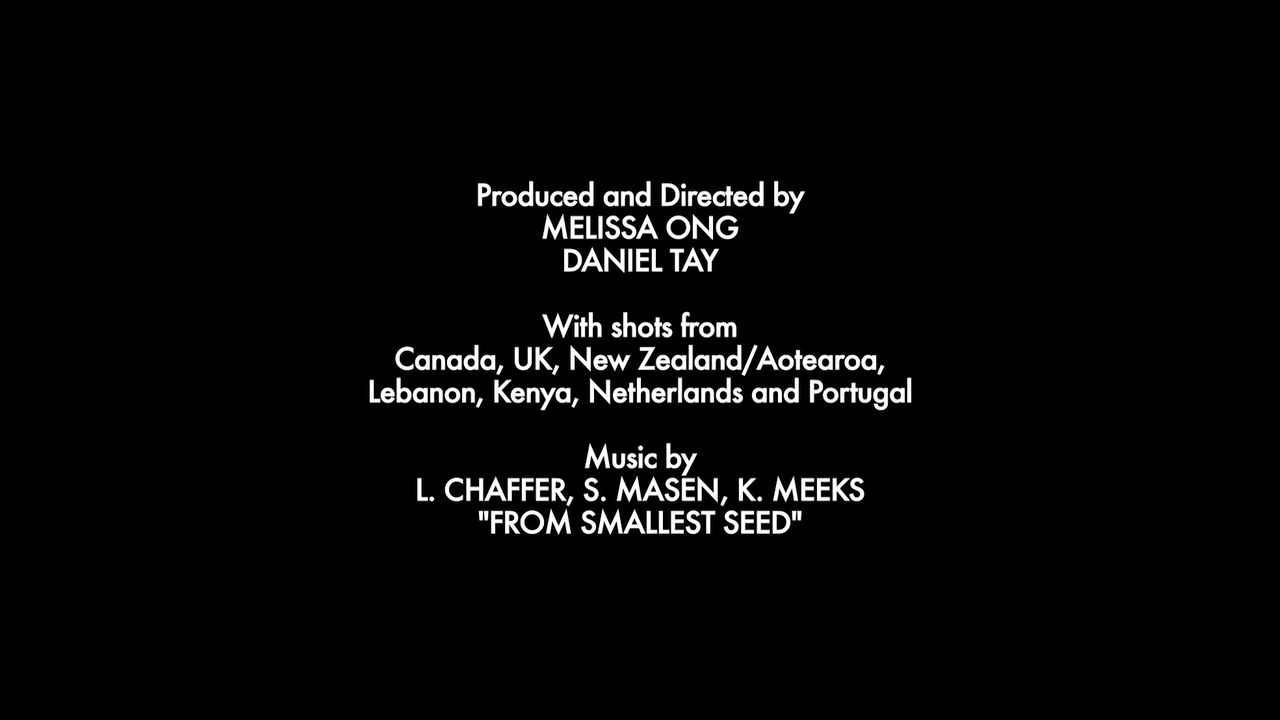 Produced and Directed by
MELISSA ONG
DANIEL TAY
With shots from
Canada, UK, New Zealand/Aotearoa,
Lebanon, Kenya, Netherlands and Portugal
Music by
L. CHAFFER, S. MASEN, K. MEEKS
"FROM SMALLEST SEED"